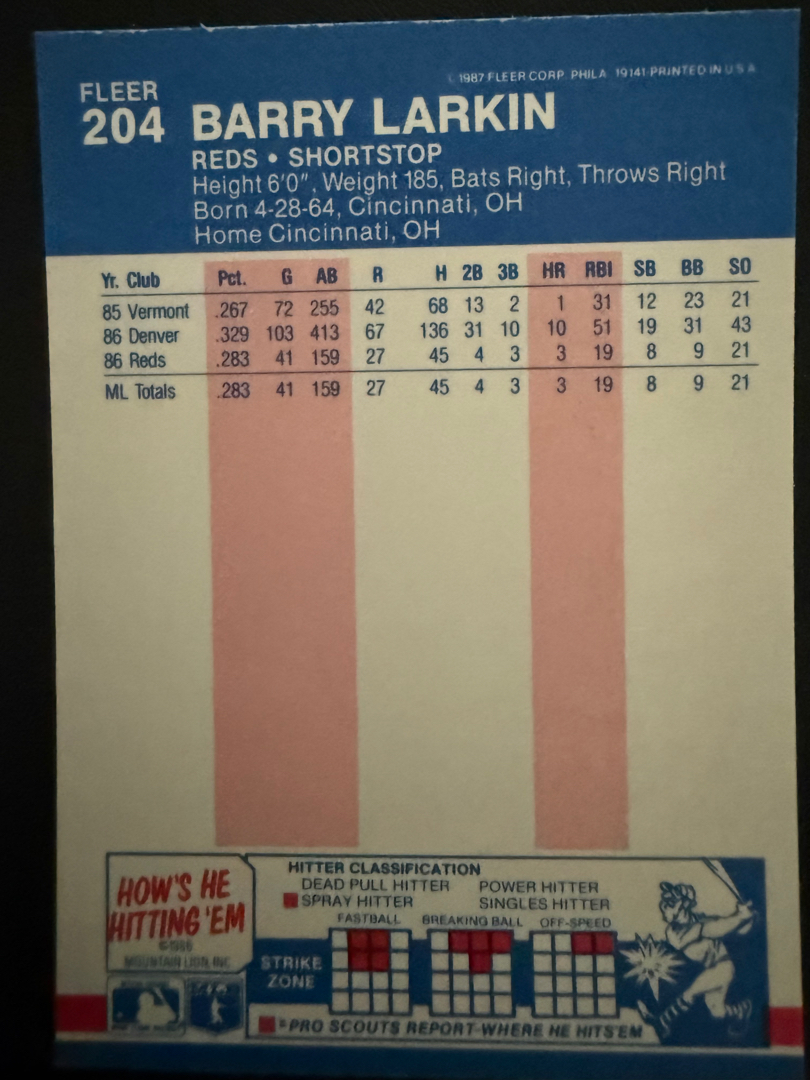 © 1987 FLEER CORP. PHILA 19141 PRINTED IN U S A
FLEER
204 BARRY LARKIN
REDS • SHORTSTOP
Height 6'0", Weight 185, Bats Right, Throws Right
Born 4-28-64, Cincinnati, OH
Home Cincinnati, OH
Yr. Club Pct. G AB R H 2B 3B HR RBI SB BB SO
85 Vermont .267 72 255 42 68 13 2 1 31 12 23 21
86 Denver .329 103 413 67 136 31 10 10 51 19 31 43
86 Reds .283 41 159 27 45 4 3 3 19 8 9 21
ML Totals .283 41 159 27 45 4 3 3 19 8 9 21
HOW'S HE
HITTING 'EM
©1986
MOUNTAIN LION, INC.
HITTER CLASSIFICATION
DEAD PULL HITTER POWER HITTER
SPRAY HITTER SINGLES HITTER
FASTBALL BREAKING BALL OFF-SPEED
STRIKE
ZONE
=PRO SCOUTS REPORT-WHERE HE HITS 'EM